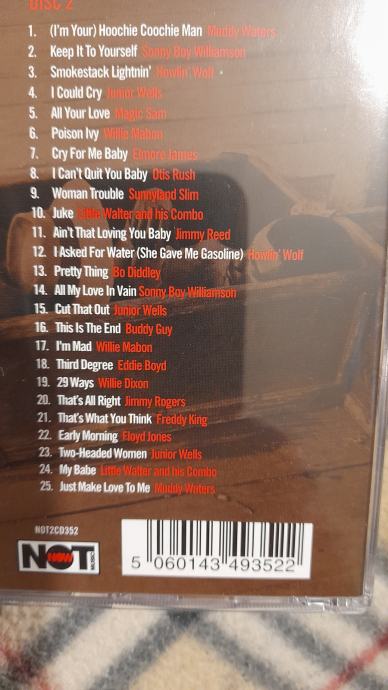 DISC 2
1. (I'm Your) Hoochie Coochie Man Muddy Waters
2. Keep It To Yourself Sonny Boy Williamson
3. Smokestack Lightnin' Howlin' Wolf
4. I Could Cry Junior Wells
5. All Your Love Magic Sam
6. Poison Ivy Willie Mabon
7. Cry For Me Baby Elmore James
8. I Can't Quit You Baby Otis Rush
9. Woman Trouble Sunnyland Slim
10. Juke Little Walter and his Combo
11. Ain't That Loving You Baby Jimmy Reed
12. I Asked For Water (She Gave Me Gasoline) Howlin' Wolf
13. Pretty Thing Bo Diddley
14. All My Love In Vain Sonny Boy Williamson
15. Cut That Out Junior Wells
16. This Is The End Buddy Guy
17. I'm Mad Willie Mabon
18. Third Degree Eddie Boyd
19. 29 Ways Willie Dixon
20. That's All Right Jimmy Rogers
21. That's What You Think Freddy King
22. Early Morning Floyd Jones
23. Two-Headed Women Junior Wells
24. My Babe Little Walter and his Combo
25. Just Make Love To Me Muddy Waters
NOT2CD352
NOT NOW MUSIC
5 060143 493522